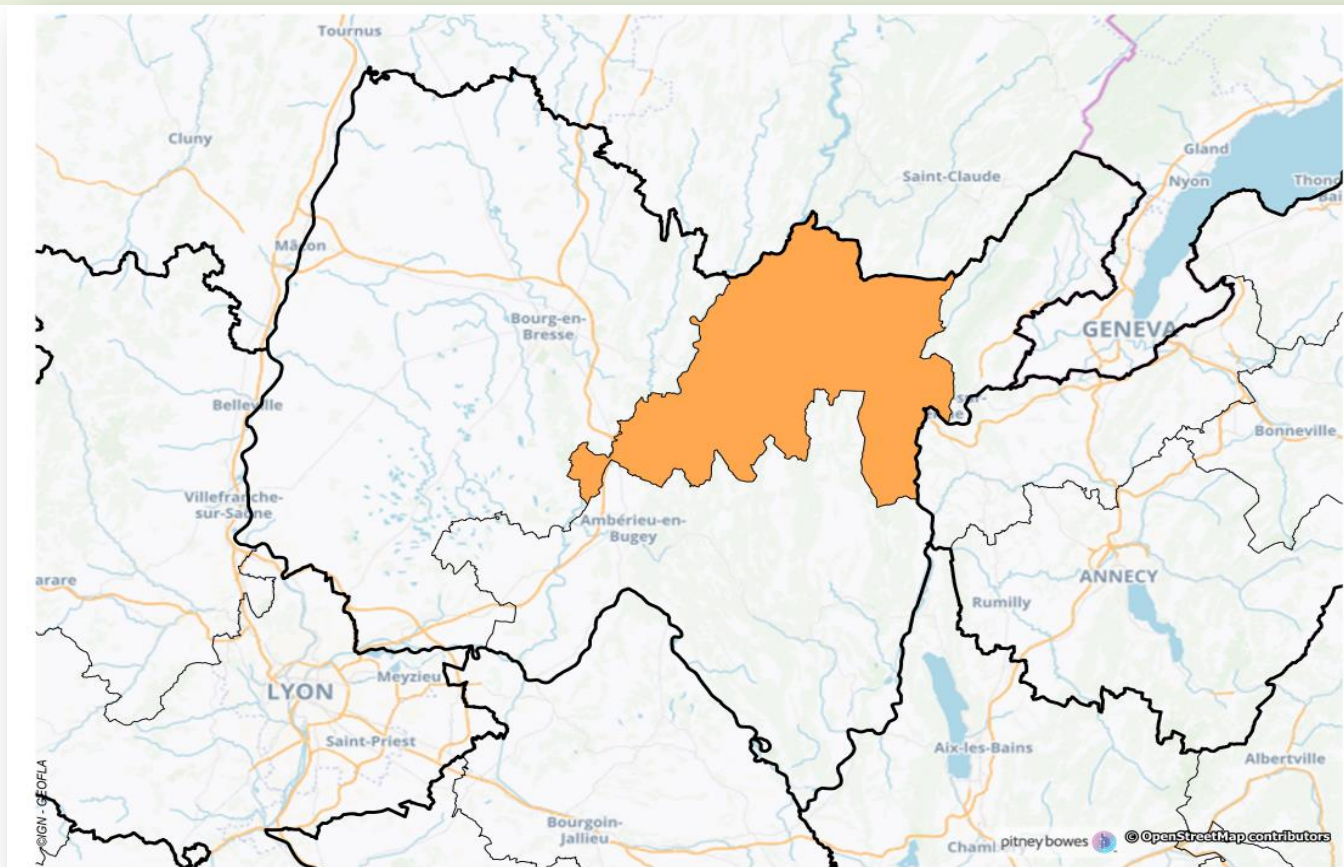 Tournus
Cluny
Gland
Saint-Claude
Nyon
Mâcon
Bourg-en-
Bresse
GENEVA
Belleville
Bonneville
Villefranche-
sur-Saône
Ambérieu-en-
Bugey
ANNECY
arare
Rumilly
Meyzieu
LYON
Saint-Priest
Aix-les-Bains
Albertville
©IGN - GEOFLA
Bourgoin-
Jallieu
pitney bowes
© OpenStreetMap contributors